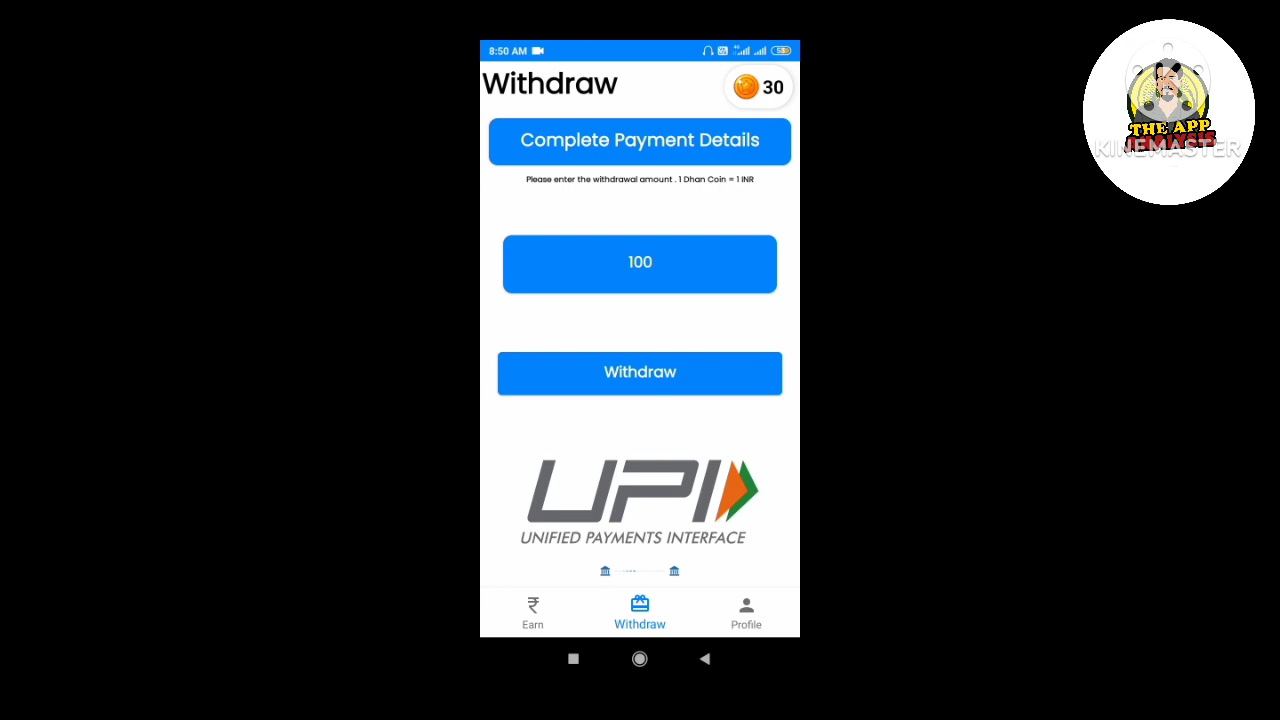 8:50 AM
Withdraw
30
Complete Payment Details
Please enter the withdrawal amount . 1 Dhan Coin = 1 INR
100
Withdraw
UPI
UNIFIED PAYMENTS INTERFACE
Earn
Withdraw
Profile
THE APP
ANALYSIS
KINEMASTER